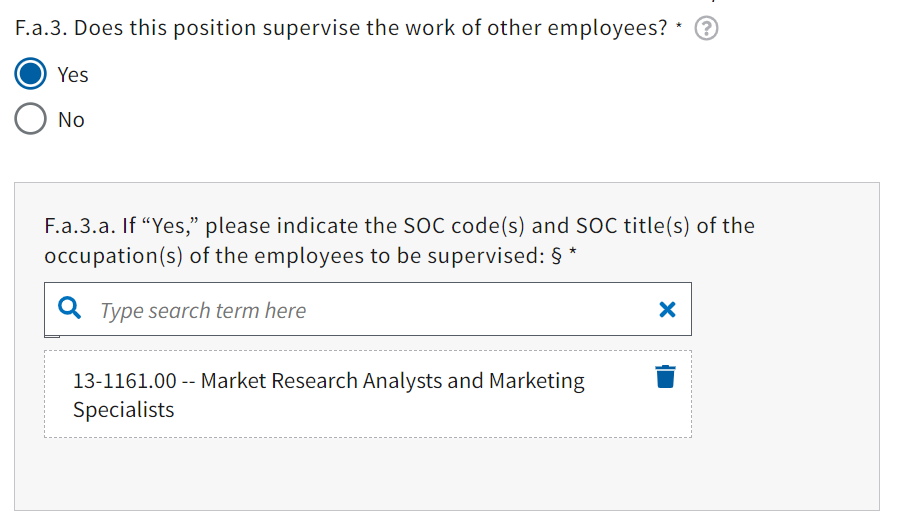 F.a.3. Does this position supervise the work of other employees? * ?
Yes
No
F.a.3.a. If “Yes,” please indicate the SOC code(s) and SOC title(s) of the
occupation(s) of the employees to be supervised: § *
Type search term here
13-1161.00 -- Market Research Analysts and Marketing
Specialists